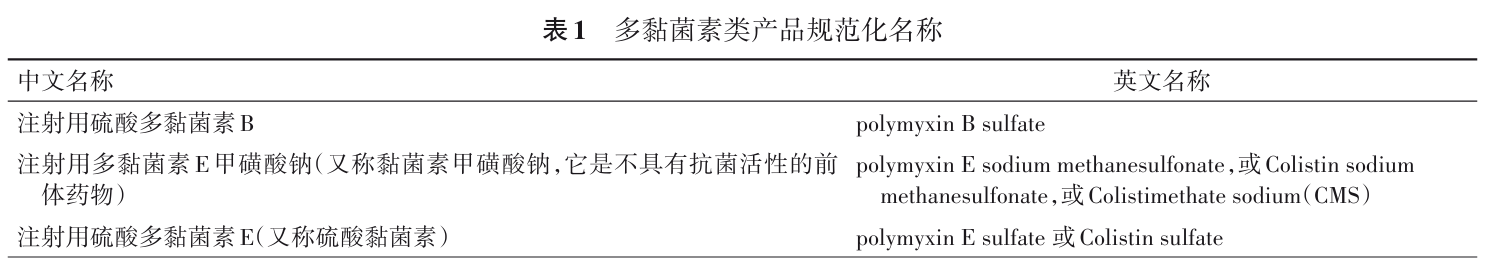 表1 多黏菌素类产品规范化名称
中文名称 英文名称
注射用硫酸多黏菌素B polymyxin B sulfate
注射用多黏菌素E甲磺酸钠(又称黏菌素甲磺酸钠,它是不具有抗菌活性的前 polymyxin E sodium methanesulfonate,或Colistin sodium
体药物) methanesulfonate,或Colistimethate sodium(CMS)
注射用硫酸多黏菌素E(又称硫酸黏菌素) polymyxin E sulfate 或Colistin sulfate